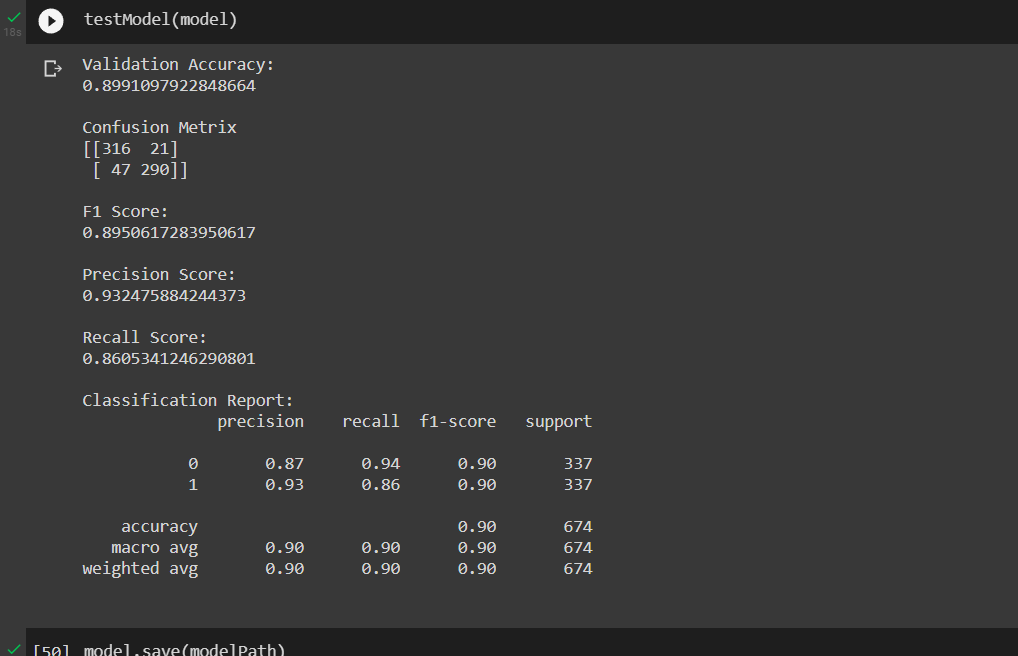 testModel(model)
18s
Validation Accuracy:
0.8991097922848664
Confusion Metrix
[[316  21]
 [ 47 290]]
F1 Score:
0.8950617283950617
Precision Score:
0.932475884244373
Recall Score:
0.8605341246290801
Classification Report:
              precision    recall  f1-score   support
           0       0.87      0.94      0.90       337
           1       0.93      0.86      0.90       337
    accuracy                           0.90       674
   macro avg       0.90      0.90      0.90       674
weighted avg       0.90      0.90      0.90       674
[50] model.save(modelPath)